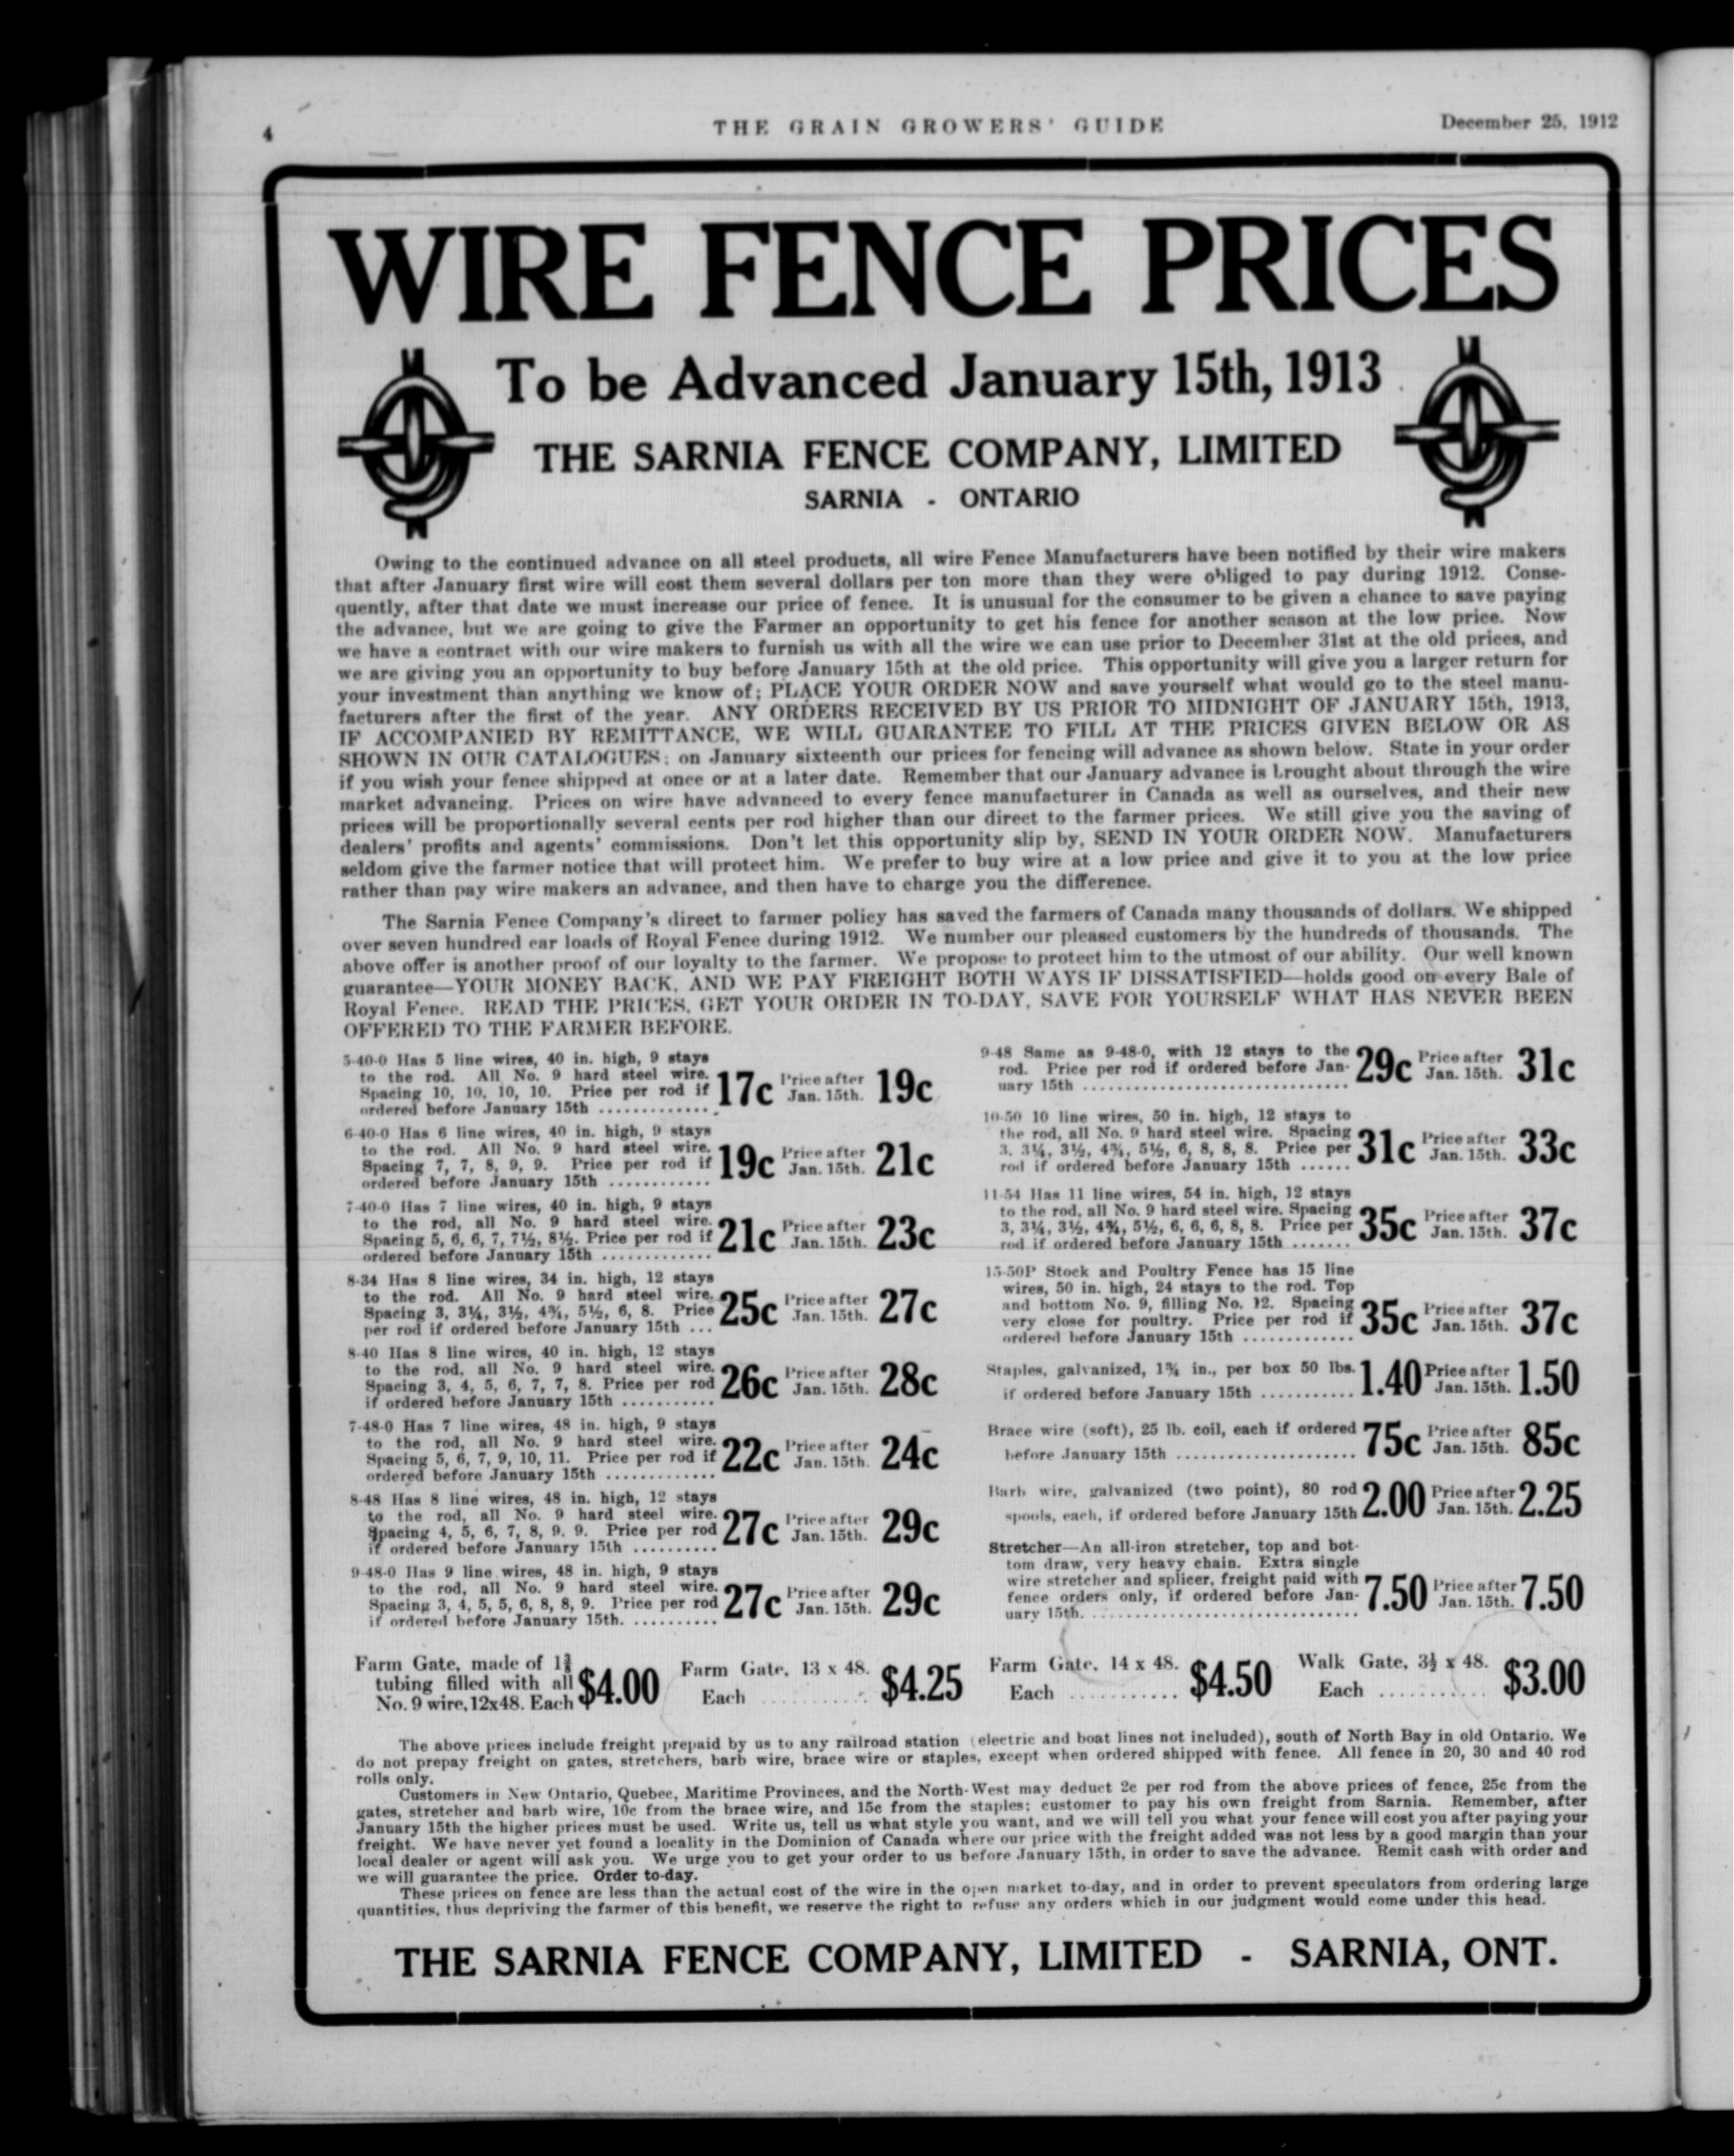 4
THE GRAIN GROWERS' GUIDE
December 25, 1912
WIRE FENCE PRICES
To be Advanced January 15th, 1913
THE SARNIA FENCE COMPANY, LIMITED
SARNIA - ONTARIO
Owing to the continued advance on all steel products, all wire Fence Manufacturers have been notified by their wire makers
that after January first wire will cost them several dollars per ton more than they were obliged to pay during 1912. Conse-
quently, after that date we must increase our price of fence. It is unusual for the consumer to be given a chance to save paying
the advance, but we are going to give the Farmer an opportunity to get his fence for another season at the low price. Now
we have a contract with our wire makers to furnish us with all the wire we can use prior to December 31st at the old prices, and
we are giving you an opportunity to buy before January 15th at the old price. This opportunity will give you a larger return for
your investment than anything we know of; PLACE YOUR ORDER NOW and save yourself what would go to the steel manu-
facturers after the first of the year. ANY ORDERS RECEIVED BY US PRIOR TO MIDNIGHT OF JANUARY 15th, 1913,
IF ACCOMPANIED BY REMITTANCE, WE WILL GUARANTEE TO FILL AT THE PRICES GIVEN BELOW OR AS
SHOWN IN OUR CATALOGUES; on January sixteenth our prices for fencing will advance as shown below. State in your order
if you wish your fence shipped at once or at a later date. Remember that our January advance is brought about through the wire
market advancing. Prices on wire have advanced to every fence manufacturer in Canada as well as ourselves, and their new
prices will be proportionally several cents per rod higher than our direct to the farmer prices. We still give you the saving of
dealers' profits and agents' commissions. Don't let this opportunity slip by, SEND IN YOUR ORDER NOW. Manufacturers
seldom give the farmer notice that will protect him. We prefer to buy wire at a low price and give it to you at the low price
rather than pay wire makers an advance, and then have to charge you the difference.
The Sarnia Fence Company's direct to farmer policy has saved the farmers of Canada many thousands of dollars. We shipped
over seven hundred car loads of Royal Fence during 1912. We number our pleased customers by the hundreds of thousands. The
above offer is another proof of our loyalty to the farmer. We propose to protect him to the utmost of our ability. Our well known
guarantee—YOUR MONEY BACK, AND WE PAY FREIGHT BOTH WAYS IF DISSATISFIED—holds good on every Bale of
Royal Fence. READ THE PRICES, GET YOUR ORDER IN TO-DAY, SAVE FOR YOURSELF WHAT HAS NEVER BEEN
OFFERED TO THE FARMER BEFORE.
5-40-0 Has 5 line wires, 40 in. high, 9 stays
to the rod. All No. 9 hard steel wire.
Spacing 10, 10, 10, 10. Price per rod if
ordered before January 15th ............ 17c Price after Jan. 15th. 19c
6-40-0 Has 6 line wires, 40 in. high, 9 stays
to the rod. All No. 9 hard steel wire.
Spacing 7, 7, 8, 9, 9. Price per rod if
ordered before January 15th ............ 19c Price after Jan. 15th. 21c
7-40-0 Has 7 line wires, 40 in. high, 9 stays
to the rod, all No. 9 hard steel wire.
Spacing 5, 6, 6, 7, 7½, 8½. Price per rod if
ordered before January 15th ............ 21c Price after Jan. 15th. 23c
8-34 Has 8 line wires, 34 in. high, 12 stays
to the rod. All No. 9 hard steel wire.
Spacing 3, 3¼, 3½, 4¾, 5½, 6, 8. Price
per rod if ordered before January 15th ... 25c Price after Jan. 15th. 27c
8-40 Has 8 line wires, 40 in. high, 12 stays
to the rod, all No. 9 hard steel wire.
Spacing 3, 4, 5, 6, 7, 7, 8. Price per rod
if ordered before January 15th ........... 26c Price after Jan. 15th. 28c
7-48-0 Has 7 line wires, 48 in. high, 9 stays
to the rod, all No. 9 hard steel wire.
Spacing 5, 6, 7, 9, 10, 11. Price per rod if
ordered before January 15th ............. 22c Price after Jan. 15th. 24c
8-48 Has 8 line wires, 48 in. high, 12 stays
to the rod, all No. 9 hard steel wire.
Spacing 4, 5, 6, 7, 8, 9. 9. Price per rod
if ordered before January 15th .......... 27c Price after Jan. 15th. 29c
9-48-0 Has 9 line wires, 48 in. high, 9 stays
to the rod, all No. 9 hard steel wire.
Spacing 3, 4, 5, 5, 6, 8, 8, 9. Price per rod
if ordered before January 15th. .......... 27c Price after Jan. 15th. 29c
9-48 Same as 9-48-0, with 12 stays to the
rod. Price per rod if ordered before Jan-
uary 15th .............................. 29c Price after Jan. 15th. 31c
10-50 10 line wires, 50 in. high, 12 stays to
the rod, all No. 9 hard steel wire. Spacing
3, 3¼, 3½, 4¾, 5½, 6, 8, 8, 8. Price per
rod if ordered before January 15th ...... 31c Price after Jan. 15th. 33c
11-54 Has 11 line wires, 54 in. high, 12 stays
to the rod, all No. 9 hard steel wire. Spacing
3, 3¼, 3½, 4¾, 5½, 6, 6, 6, 8, 8. Price per
rod if ordered before January 15th ....... 35c Price after Jan. 15th. 37c
15-50P Stock and Poultry Fence has 15 line
wires, 50 in. high, 24 stays to the rod. Top
and bottom No. 9, filling No. 12. Spacing
very close for poultry. Price per rod if
ordered before January 15th ............. 35c Price after Jan. 15th. 37c
Staples, galvanized, 1¾ in., per box 50 lbs.
if ordered before January 15th ........... 1.40 Price after Jan. 15th. 1.50
Brace wire (soft), 25 lb. coil, each if ordered
before January 15th .................... 75c Price after Jan. 15th. 85c
Barb wire, galvanized (two point), 80 rod
spools, each, if ordered before January 15th 2.00 Price after Jan. 15th. 2.25
Stretcher—An all-iron stretcher, top and bot-
tom draw, very heavy chain. Extra single
wire stretcher and splicer, freight paid with
fence orders only, if ordered before Jan-
uary 15th. .............................. 7.50 Price after Jan. 15th. 7.50
Farm Gate, made of 1¾
tubing filled with all
No. 9 wire, 12x48. Each $4.00
Farm Gate, 13 x 48.
Each .......... $4.25
Farm Gate, 14 x 48.
Each ........... $4.50
Walk Gate, 3½ x 48.
Each ........... $3.00
The above prices include freight prepaid by us to any railroad station (electric and boat lines not included), south of North Bay in old Ontario. We
do not prepay freight on gates, stretchers, barb wire, brace wire or staples, except when ordered shipped with fence. All fence in 20, 30 and 40 rod
rolls only.
Customers in New Ontario, Quebec, Maritime Provinces, and the North-West may deduct 2c per rod from the above prices of fence, 25c from the
gates, stretcher and barb wire, 10c from the brace wire, and 15c from the staples; customer to pay his own freight from Sarnia. Remember, after
January 15th the higher prices must be used. Write us, tell us what style you want, and we will tell you what your fence will cost you after paying your
freight. We have never yet found a locality in the Dominion of Canada where our price with the freight added was not less by a good margin than your
local dealer or agent will ask you. We urge you to get your order to us before January 15th, in order to save the advance. Remit cash with order and
we will guarantee the price. Order to-day.
These prices on fence are less than the actual cost of the wire in the open market to-day, and in order to prevent speculators from ordering large
quantities, thus depriving the farmer of this benefit, we reserve the right to refuse any orders which in our judgment would come under this head.
THE SARNIA FENCE COMPANY, LIMITED - SARNIA, ONT.